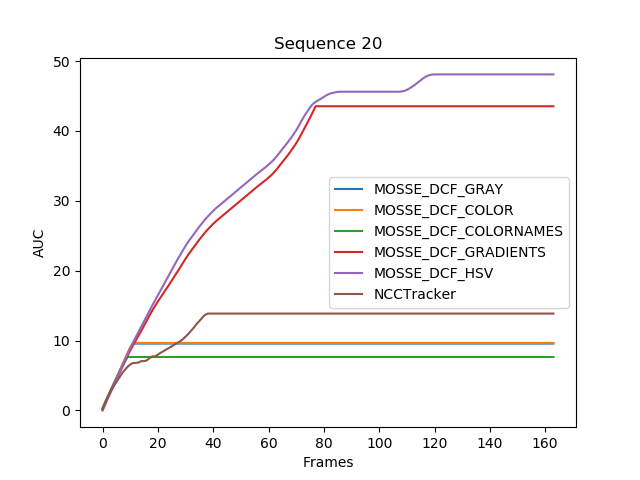 Sequence 20
50
40
30
20
10
0
AUC
MOSSE_DCF_GRAY
MOSSE_DCF_COLOR
MOSSE_DCF_COLORNAMES
MOSSE_DCF_GRADIENTS
MOSSE_DCF_HSV
NCCTracker
0 20 40 60 80 100 120 140 160
Frames